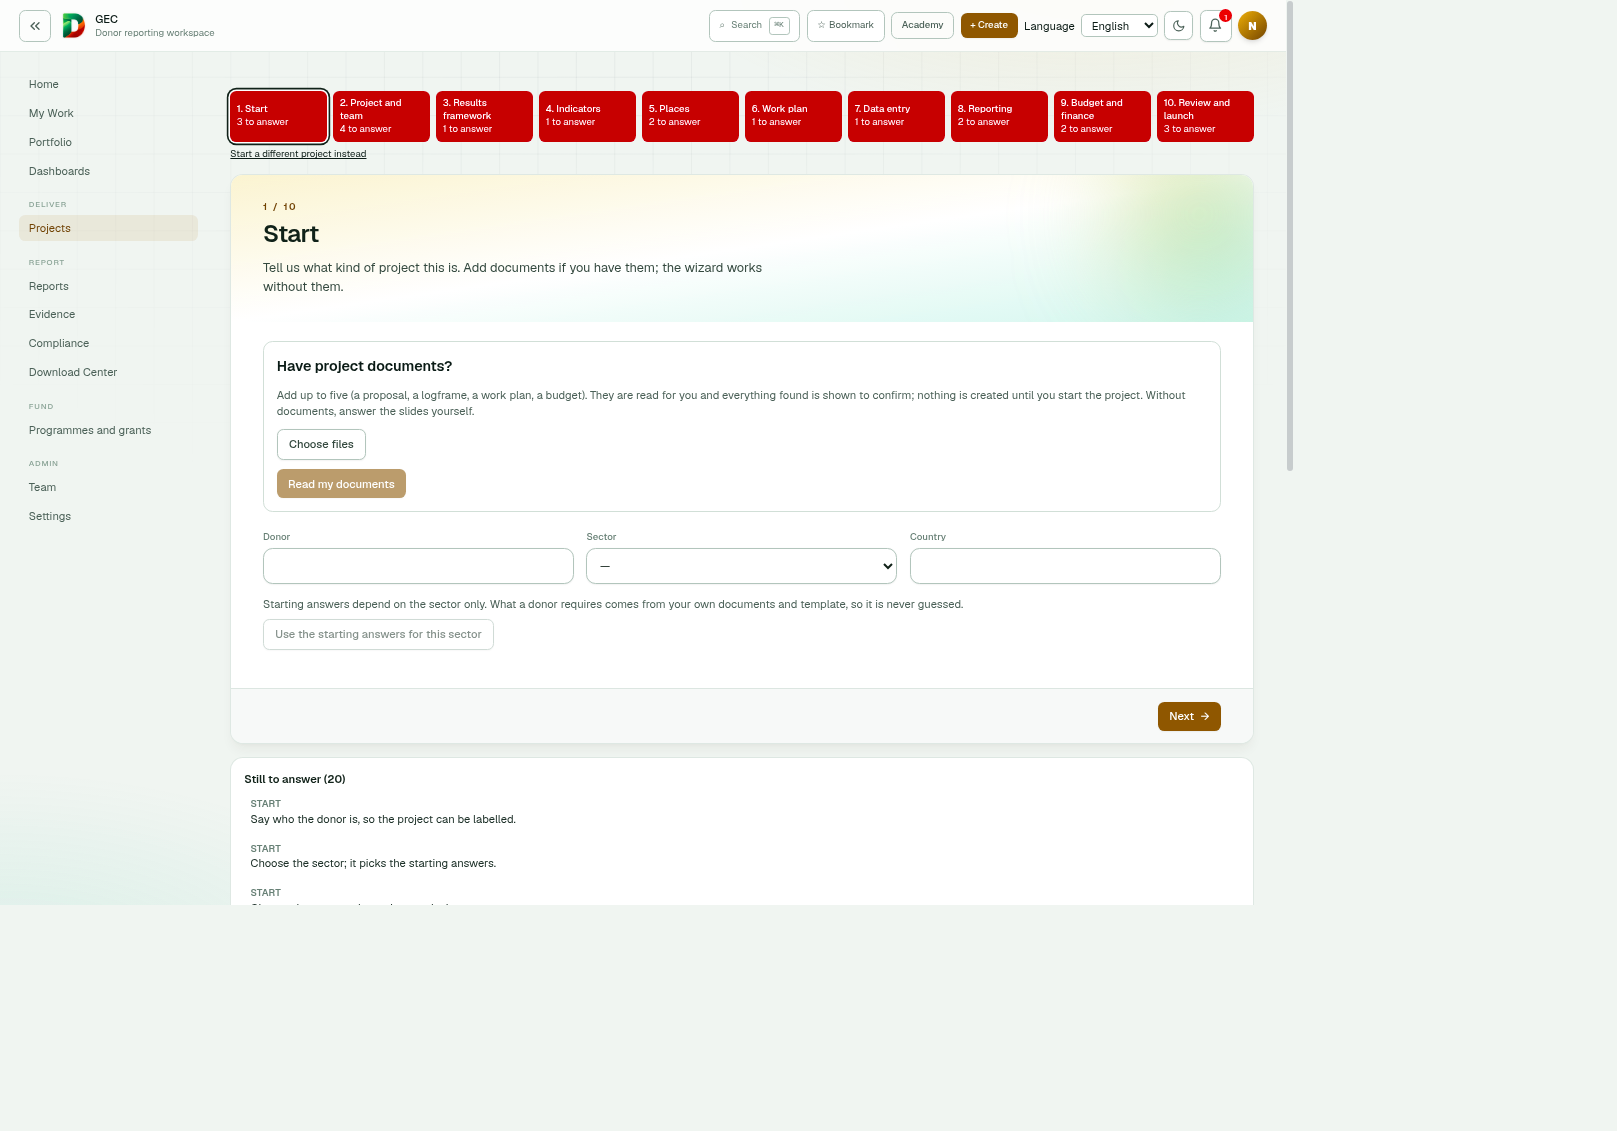 GEC
Donor reporting workspace
Search ⌘K
☆ Bookmark
Academy
+ Create
Language
English
1
N
Home
My Work
Portfolio
Dashboards
DELIVER
Projects
REPORT
Reports
Evidence
Compliance
Download Center
FUND
Programmes and grants
ADMIN
Team
Settings
1. Start
3 to answer
2. Project and
team
4 to answer
3. Results
framework
1 to answer
4. Indicators
1 to answer
5. Places
2 to answer
6. Work plan
1 to answer
7. Data entry
1 to answer
8. Reporting
2 to answer
9. Budget and
finance
2 to answer
10. Review and
launch
3 to answer
Start a different project instead
1 / 10
Start
Tell us what kind of project this is. Add documents if you have them; the wizard works
without them.
Have project documents?
Add up to five (a proposal, a logframe, a work plan, a budget). They are read for you and everything found is shown to confirm; nothing is created until you start the project. Without
documents, answer the slides yourself.
Choose files
Read my documents
Donor
Sector
Country
—
Starting answers depend on the sector only. What a donor requires comes from your own documents and template, so it is never guessed.
Use the starting answers for this sector
Next →
Still to answer (20)
START
Say who the donor is, so the project can be labelled.
START
Choose the sector; it picks the starting answers.
START